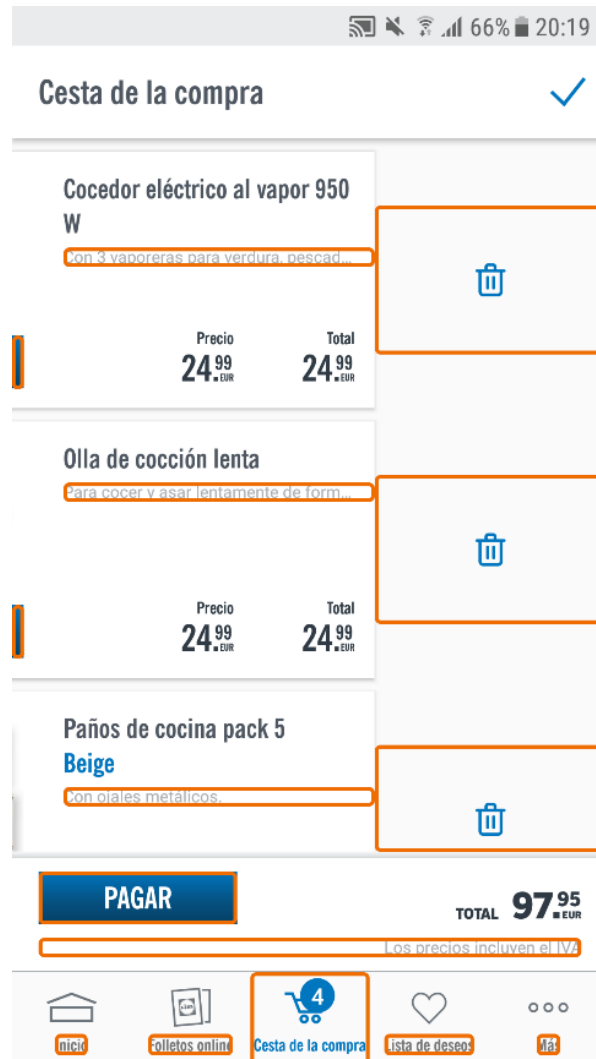 66% 20:19
Cesta de la compra
Cocedor eléctrico al vapor 950
W
Con 3 vaporeras para verdura, pescad...
Precio Total
24.99 EUR 24.99 EUR
Olla de cocción lenta
Para cocer y asar lentamente de form...
Precio Total
24.99 EUR 24.99 EUR
Paños de cocina pack 5
Beige
Con ojales metálicos.
PAGAR
TOTAL 97.95 EUR
Los precios incluyen el IVA
4
Inicio Folletos online Cesta de la compra Lista de deseos Más